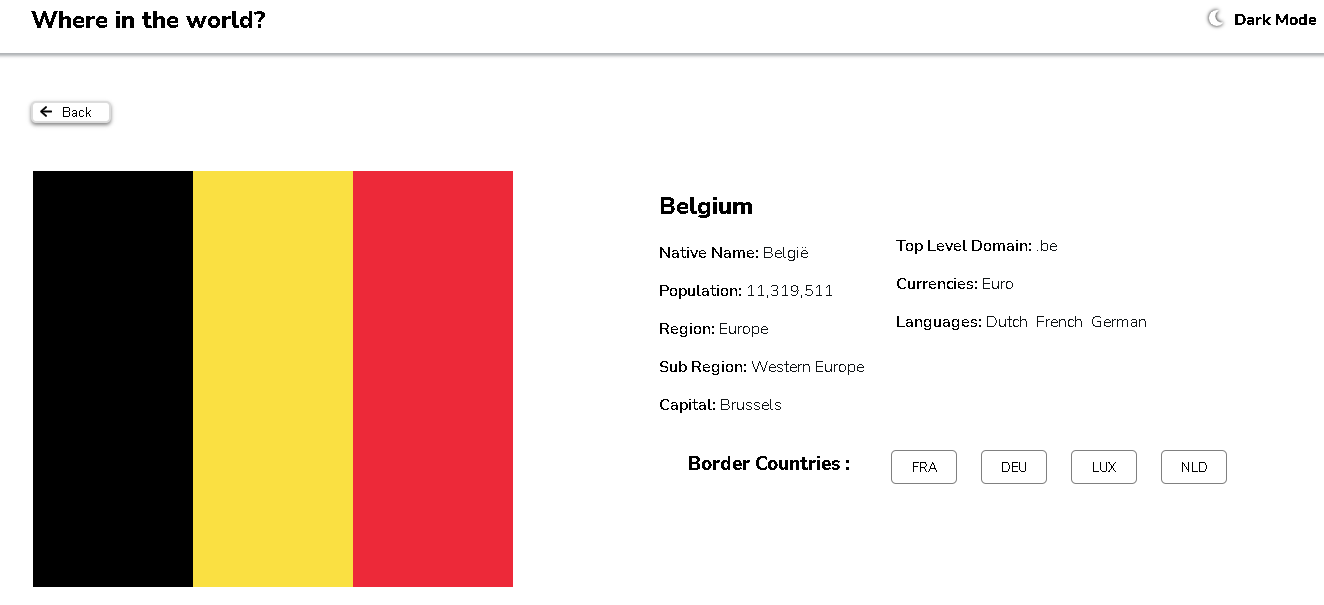 Where in the world?
Dark Mode
Back
Belgium
Native Name: België
Population: 11,319,511
Region: Europe
Sub Region: Western Europe
Capital: Brussels
Top Level Domain: .be
Currencies: Euro
Languages: Dutch French German
Border Countries : FRA DEU LUX NLD